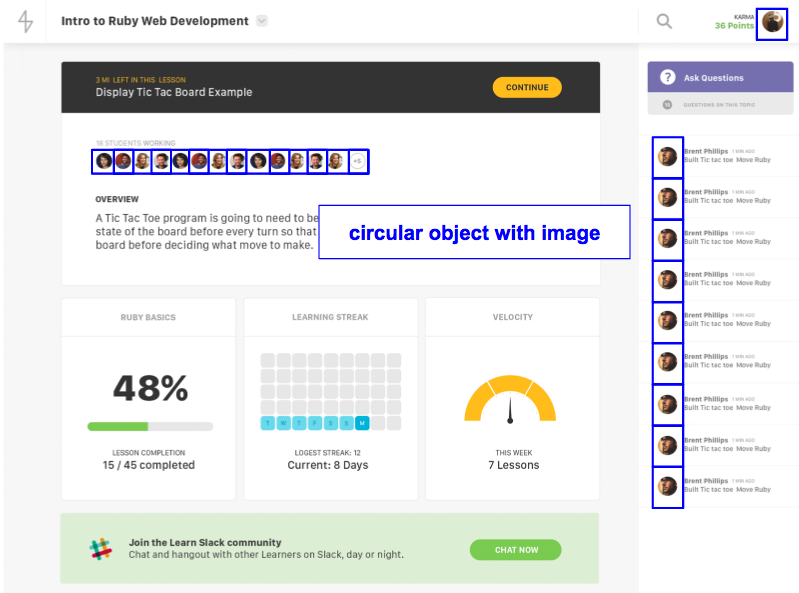 Intro to Ruby Web Development
KARMA
36 Points
3 MI LEFT IN THIS LESSON
Display Tic Tac Board Example
CONTINUE
18 STUDENTS WORKING
+5
OVERVIEW
A Tic Tac Toe program is going to need to be
state of the board before every turn so that
board before deciding what move to make.
circular object with image
RUBY BASICS
48%
LESSON COMPLETION
15 / 45 completed
LEARNING STREAK
T W T F S S M
LOGEST STREAK: 12
Current: 8 Days
VELOCITY
THIS WEEK
7 Lessons
Join the Learn Slack community
Chat and hangout with other Learners on Slack, day or night.
CHAT NOW
? Ask Questions
QUESTIONS ON THIS TOPIC
Brent Phillips 1 MIN AGO
Built Tic tac toe Move Ruby
Brent Phillips 1 MIN AGO
Built Tic tac toe Move Ruby
Brent Phillips 1 MIN AGO
Built Tic tac toe Move Ruby
Brent Phillips 1 MIN AGO
Built Tic tac toe Move Ruby
Brent Phillips 1 MIN AGO
Built Tic tac toe Move Ruby
Brent Phillips 1 MIN AGO
Built Tic tac toe Move Ruby
Brent Phillips 1 MIN AGO
Built Tic tac toe Move Ruby
Brent Phillips 1 MIN AGO
Built Tic tac toe Move Ruby
Brent Phillips 1 MIN AGO
Built Tic tac toe Move Ruby